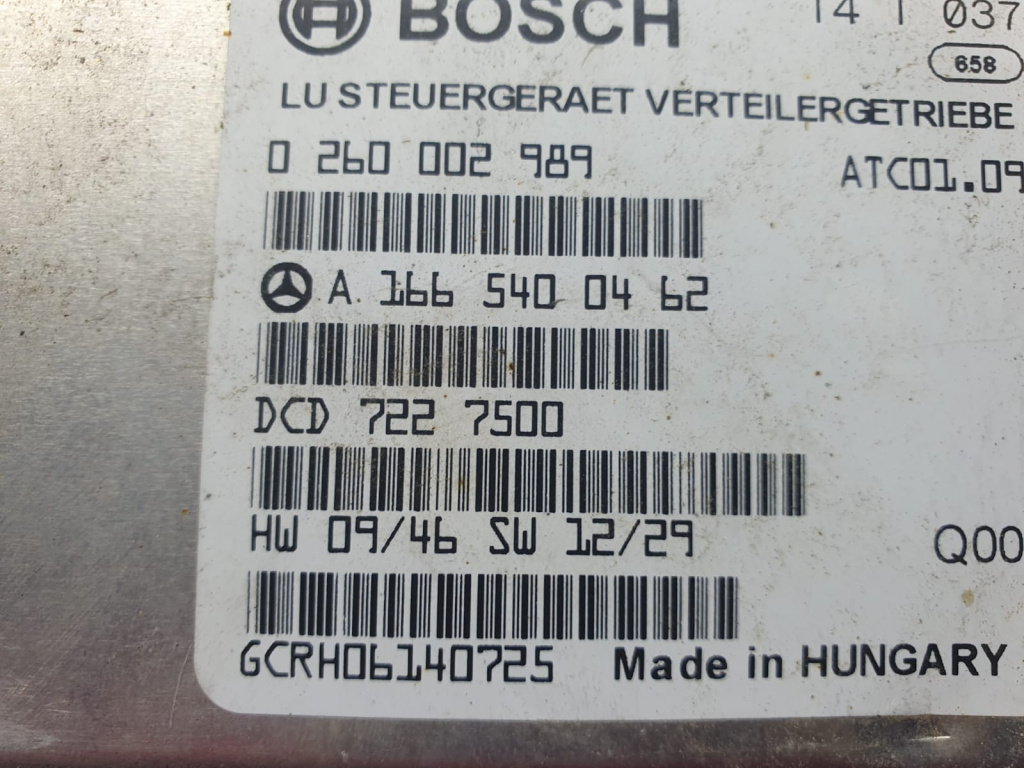 BOSCH 14 1 037
658
LU STEUERGERAET VERTEILERGETRIEBE
0 260 002 989 ATC01.09
A 166 540 04 62
DCD 722 7500
HW 09/46 SW 12/29 Q00
GCRH06140725 Made in HUNGARY